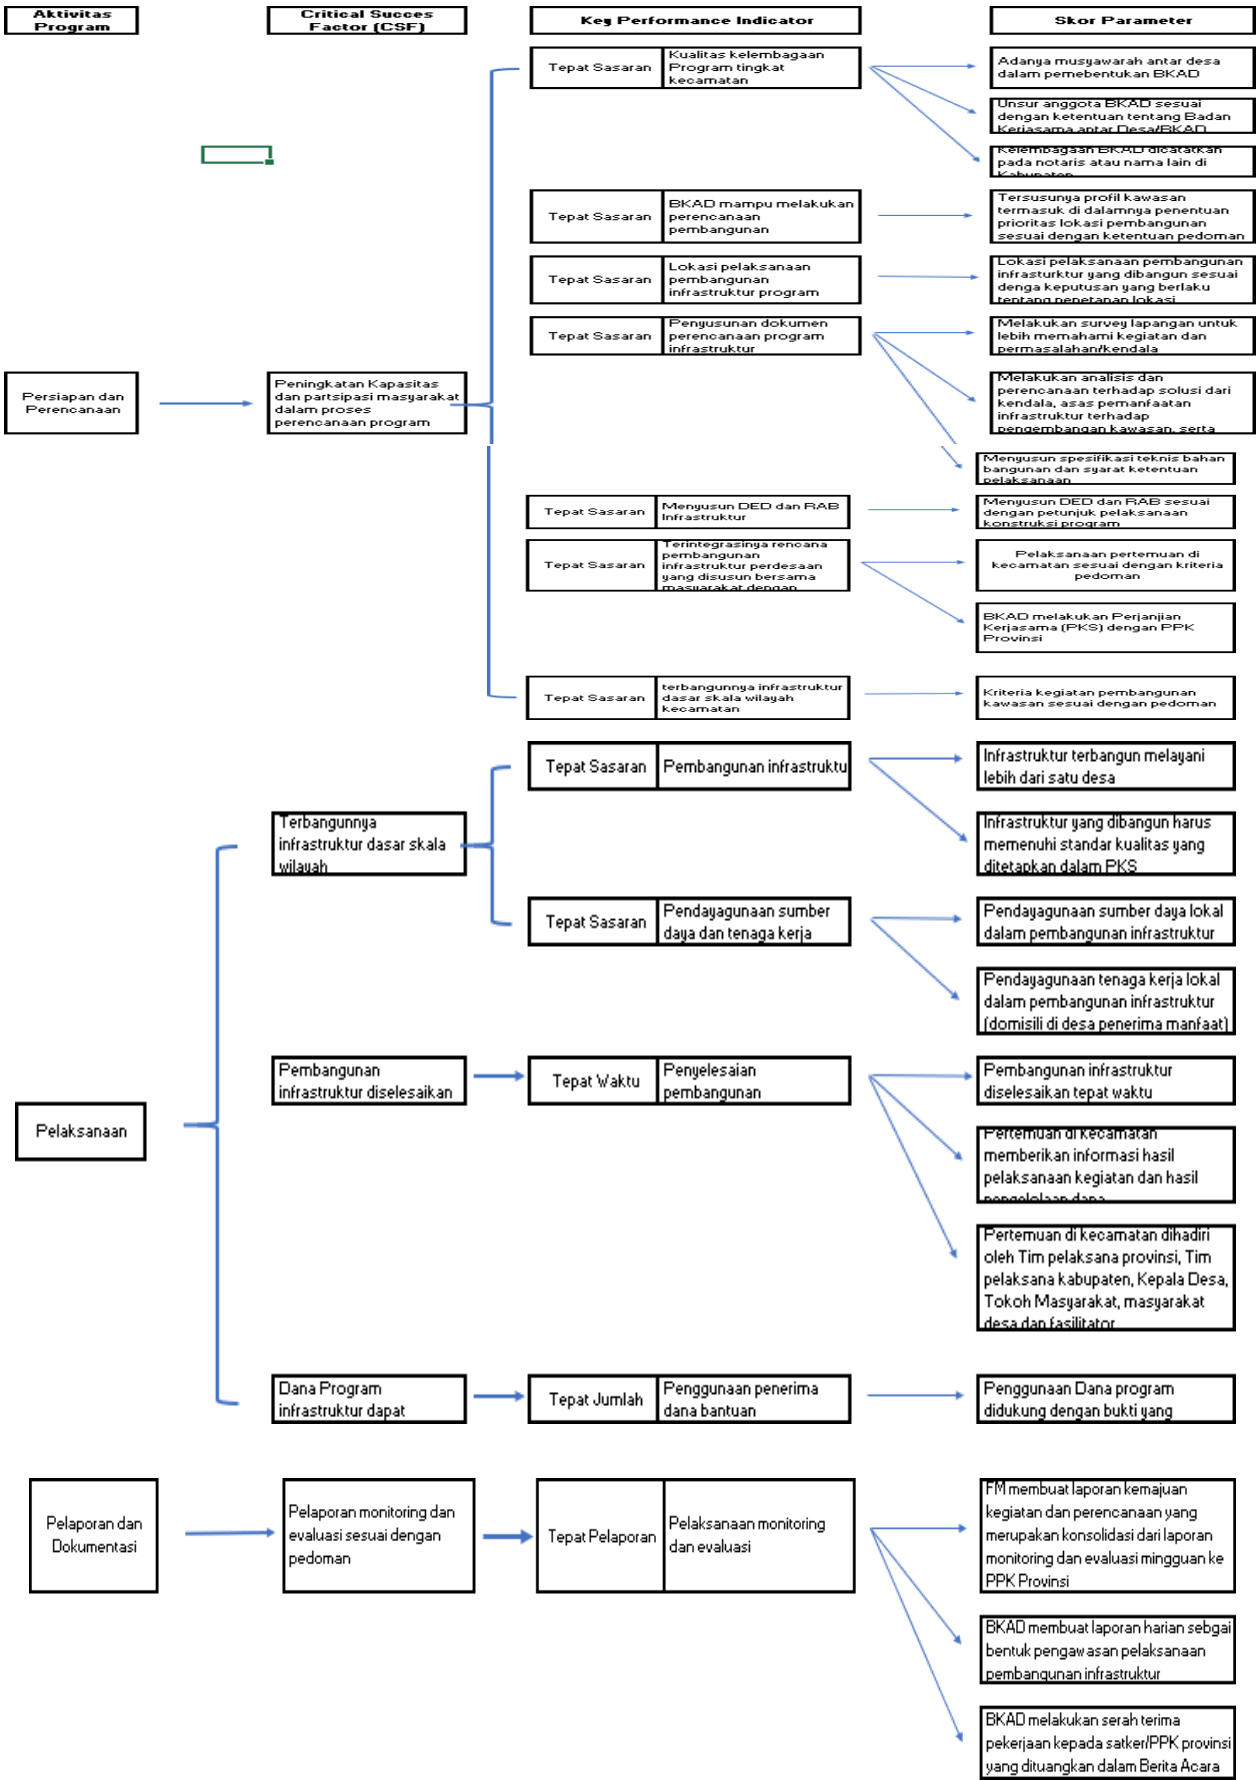 Aktivitas
Program
Critical Succes
Factor (CSF)
Key Performance Indicator
Skor Parameter
Tepat Sasaran
Kualitas kelembagaan
Program tingkat
kecamatan
Adanya musyawarah antar desa
dalam pemebentukan BKAD
Unsur anggota BKAD sesuai
dengan ketentuan tentang Badan
Kerjasama antar Desa/BKAD
Kelembagaan BKAD dicatatkan
pada notaris atau nama lain di
Kabupaten
Tepat Sasaran
BKAD mampu melakukan
perencanaan
pembangunan
Tersusunya profil kawasan
termasuk di dalamnya penentuan
prioritas lokasi pembangunan
sesuai dengan ketentuan pedoman
Tepat Sasaran
Lokasi pelaksanaan
pembangunan
infrastruktur program
Lokasi pelaksanaan pembangunan
infrasturktur yang dibangun sesuai
denga keputusan yang berlaku
tentang penetapan lokasi
Tepat Sasaran
Penyusunan dokumen
perencanaan program
infrastruktur
Melakukan survey lapangan untuk
lebih memahami kegiatan dan
permasalahan/kendala
Persiapan dan
Perencanaan
Peningkatan Kapasitas
dan partsipasi masyarakat
dalam proses
perencanaan program
Melakukan analisis dan
perencanaan terhadap solusi dari
kendala, asas pemanfaatan
infrastruktur terhadap
pengembangan kawasan, serta
Menyusun spesifikasi teknis bahan
bangunan dan syarat ketentuan
pelaksanaan
Tepat Sasaran
Menyusun DED dan RAB
Infrastruktur
Menyusun DED dan RAB sesuai
dengan petunjuk pelaksanaan
konstruksi program
Tepat Sasaran
Terintegrasinya rencana
pembangunan
infrastruktur perdesaan
yang disusun bersama
masyarakat dengan
Pelaksanaan pertemuan di
kecamatan sesuai dengan kriteria
pedoman
BKAD melakukan Perjanjian
Kerjasama (PKS) dengan PPK
Provinsi
Tepat Sasaran
terbangunnya infrastruktur
dasar skala wilayah
kecamatan
Kriteria kegiatan pembangunan
kawasan sesuai dengan pedoman
Tepat Sasaran
Pembangunan infrastruktu
Infrastruktur terbangun melayani
lebih dari satu desa
Terbangunnya
infrastruktur dasar skala
wilayah
Infrastruktur yang dibangun harus
memenuhi standar kualitas yang
ditetapkan dalam PKS
Tepat Sasaran
Pendayagunaan sumber
daya dan tenaga kerja
Pendayagunaan sumber daya lokal
dalam pembangunan infrastruktur
Pendayagunaan tenaga kerja lokal
dalam pembangunan infrastruktur
(domisili di desa penerima manfaat)
Pelaksanaan
Pembangunan
infrastruktur diselesaikan
Tepat Waktu
Penyelesaian
pembangunan
Pembangunan infrastruktur
diselesaikan tepat waktu
Pertemuan di kecamatan
memberikan informasi hasil
pelaksanaan kegiatan dan hasil
pengelolaan dana
Pertemuan di kecamatan dihadiri
oleh Tim pelaksana provinsi, Tim
pelaksana kabupaten, Kepala Desa,
Tokoh Masyarakat, masyarakat
desa dan fasilitator
Dana Program
infrastruktur dapat
Tepat Jumlah
Penggunaan penerima
dana bantuan
Penggunaan Dana program
didukung dengan bukti yang
Pelaporan dan
Dokumentasi
Pelaporan monitoring dan
evaluasi sesuai dengan
pedoman
Tepat Pelaporan
Pelaksanaan monitoring
dan evaluasi
FM membuat laporan kemajuan
kegiatan dan perencanaan yang
merupakan konsolidasi dari laporan
monitoring dan evaluasi mingguan ke
PPK Provinsi
BKAD membuat laporan harian sebgai
bentuk pengawasan pelaksanaan
pembangunan infrastruktur
BKAD melakukan serah terima
pekerjaan kepada satker/PPK provinsi
yang dituangkan dalam Berita Acara